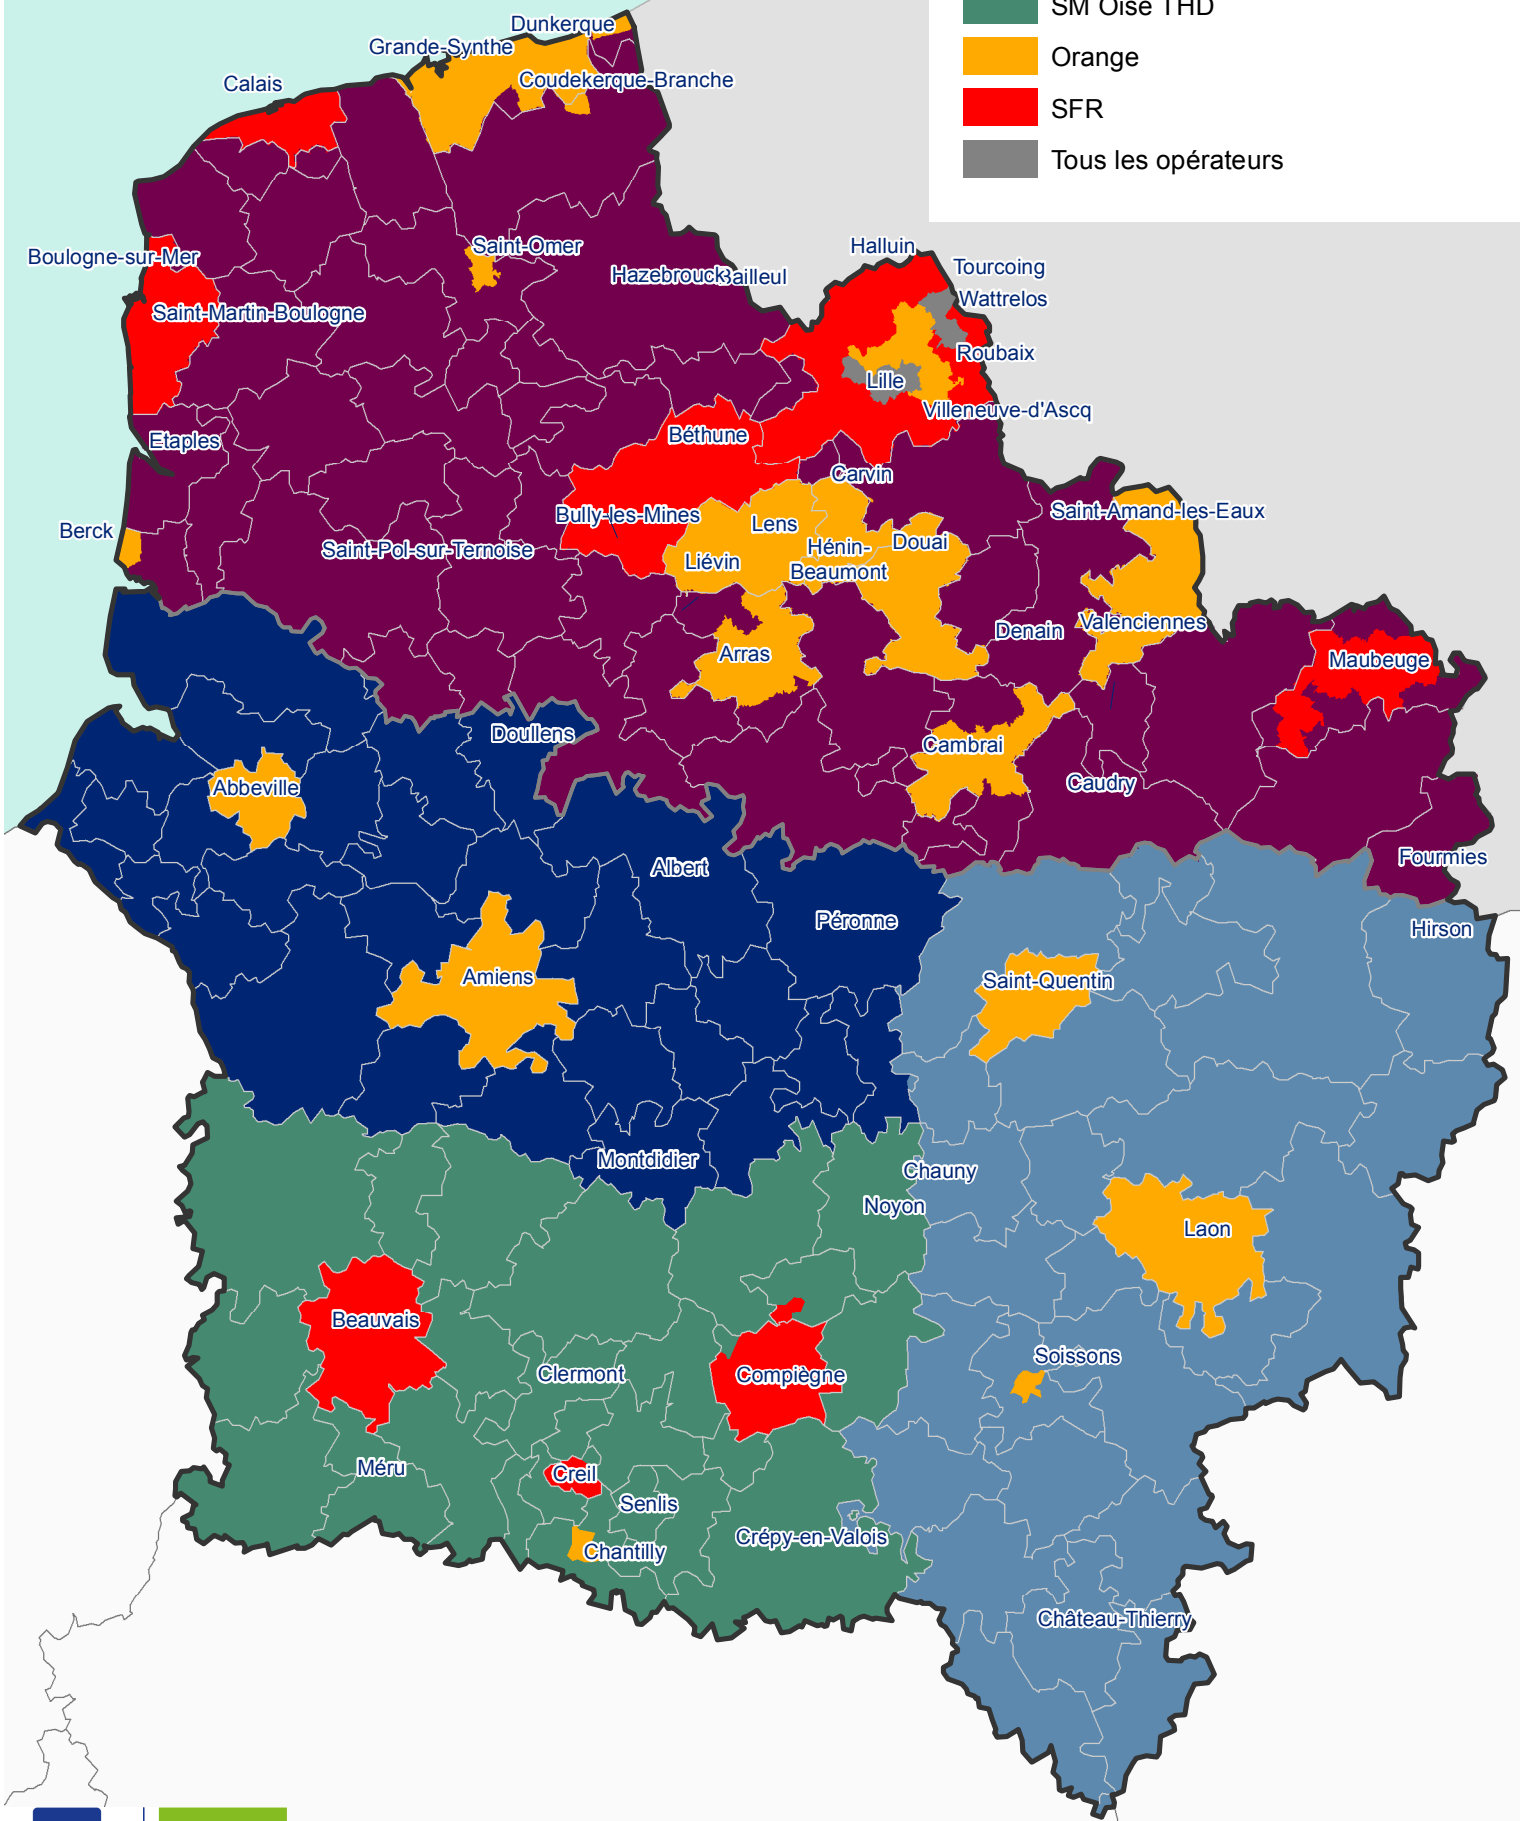 SM Oise THD
Orange
SFR
Tous les opérateurs
Dunkerque
Grande-Synthe
Coudekerque-Branche
Calais
Saint-Omer
Boulogne-sur-Mer
Hazebrouck
Bailleul
Halluin
Tourcoing
Wattrelos
Saint-Martin-Boulogne
Roubaix
Lille
Villeneuve-d'Ascq
Etaples
Béthune
Carvin
Berck
Bully-les-Mines
Lens
Saint-Amand-les-Eaux
Saint-Pol-sur-Ternoise
Liévin
Hénin-
Beaumont
Douai
Denain
Valenciennes
Arras
Maubeuge
Doullens
Cambrai
Caudry
Abbeville
Albert
Fourmies
Péronne
Hirson
Amiens
Saint-Quentin
Montdidier
Chauny
Noyon
Laon
Beauvais
Clermont
Compiègne
Soissons
Méru
Creil
Senlis
Chantilly
Crépy-en-Valois
Château-Thierry